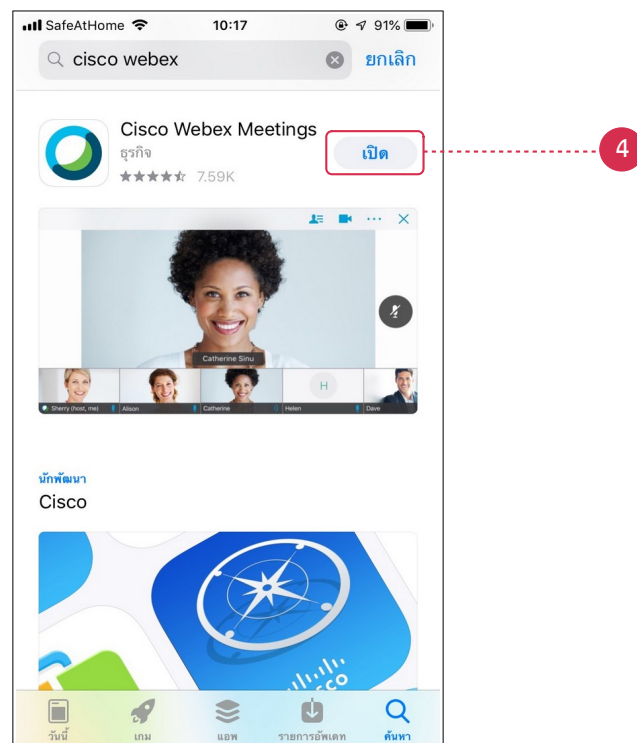 SafeAtHome 10:17 91%
cisco webex ยกเลิก
Cisco Webex Meetings
ธุรกิจ
เปิด
7.59K
4
Catherine Sinu
H
Sherry (host, me) Alison Catherine Helen Dave
นักพัฒนา
Cisco
cisco
วันนี้ เกม แอพ รายการอัพเดท ค้นหา